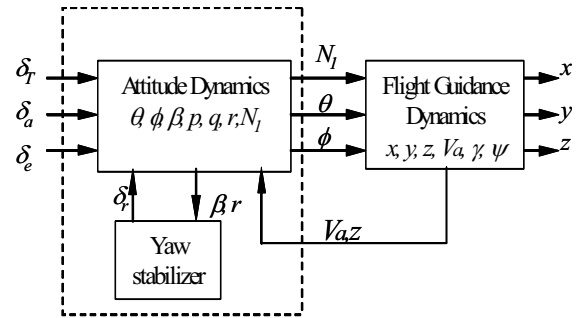 δT
δa
δe
Attitude Dynamics
θ, ϕ, β, p, q, r, N1
N1
θ
ϕ
Flight Guidance
Dynamics
x, y, z, Va, γ, ψ
x
y
z
δr
β, r
Va,z
Yaw
stabilizer